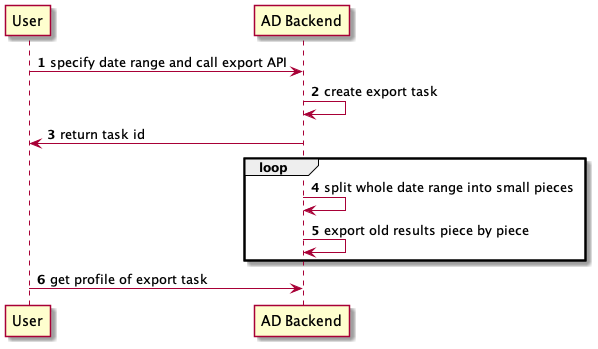 User AD Backend
1 specify date range and call export API
2 create export task
3 return task id
loop
4 split whole date range into small pieces
5 export old results piece by piece
6 get profile of export task
User AD Backend